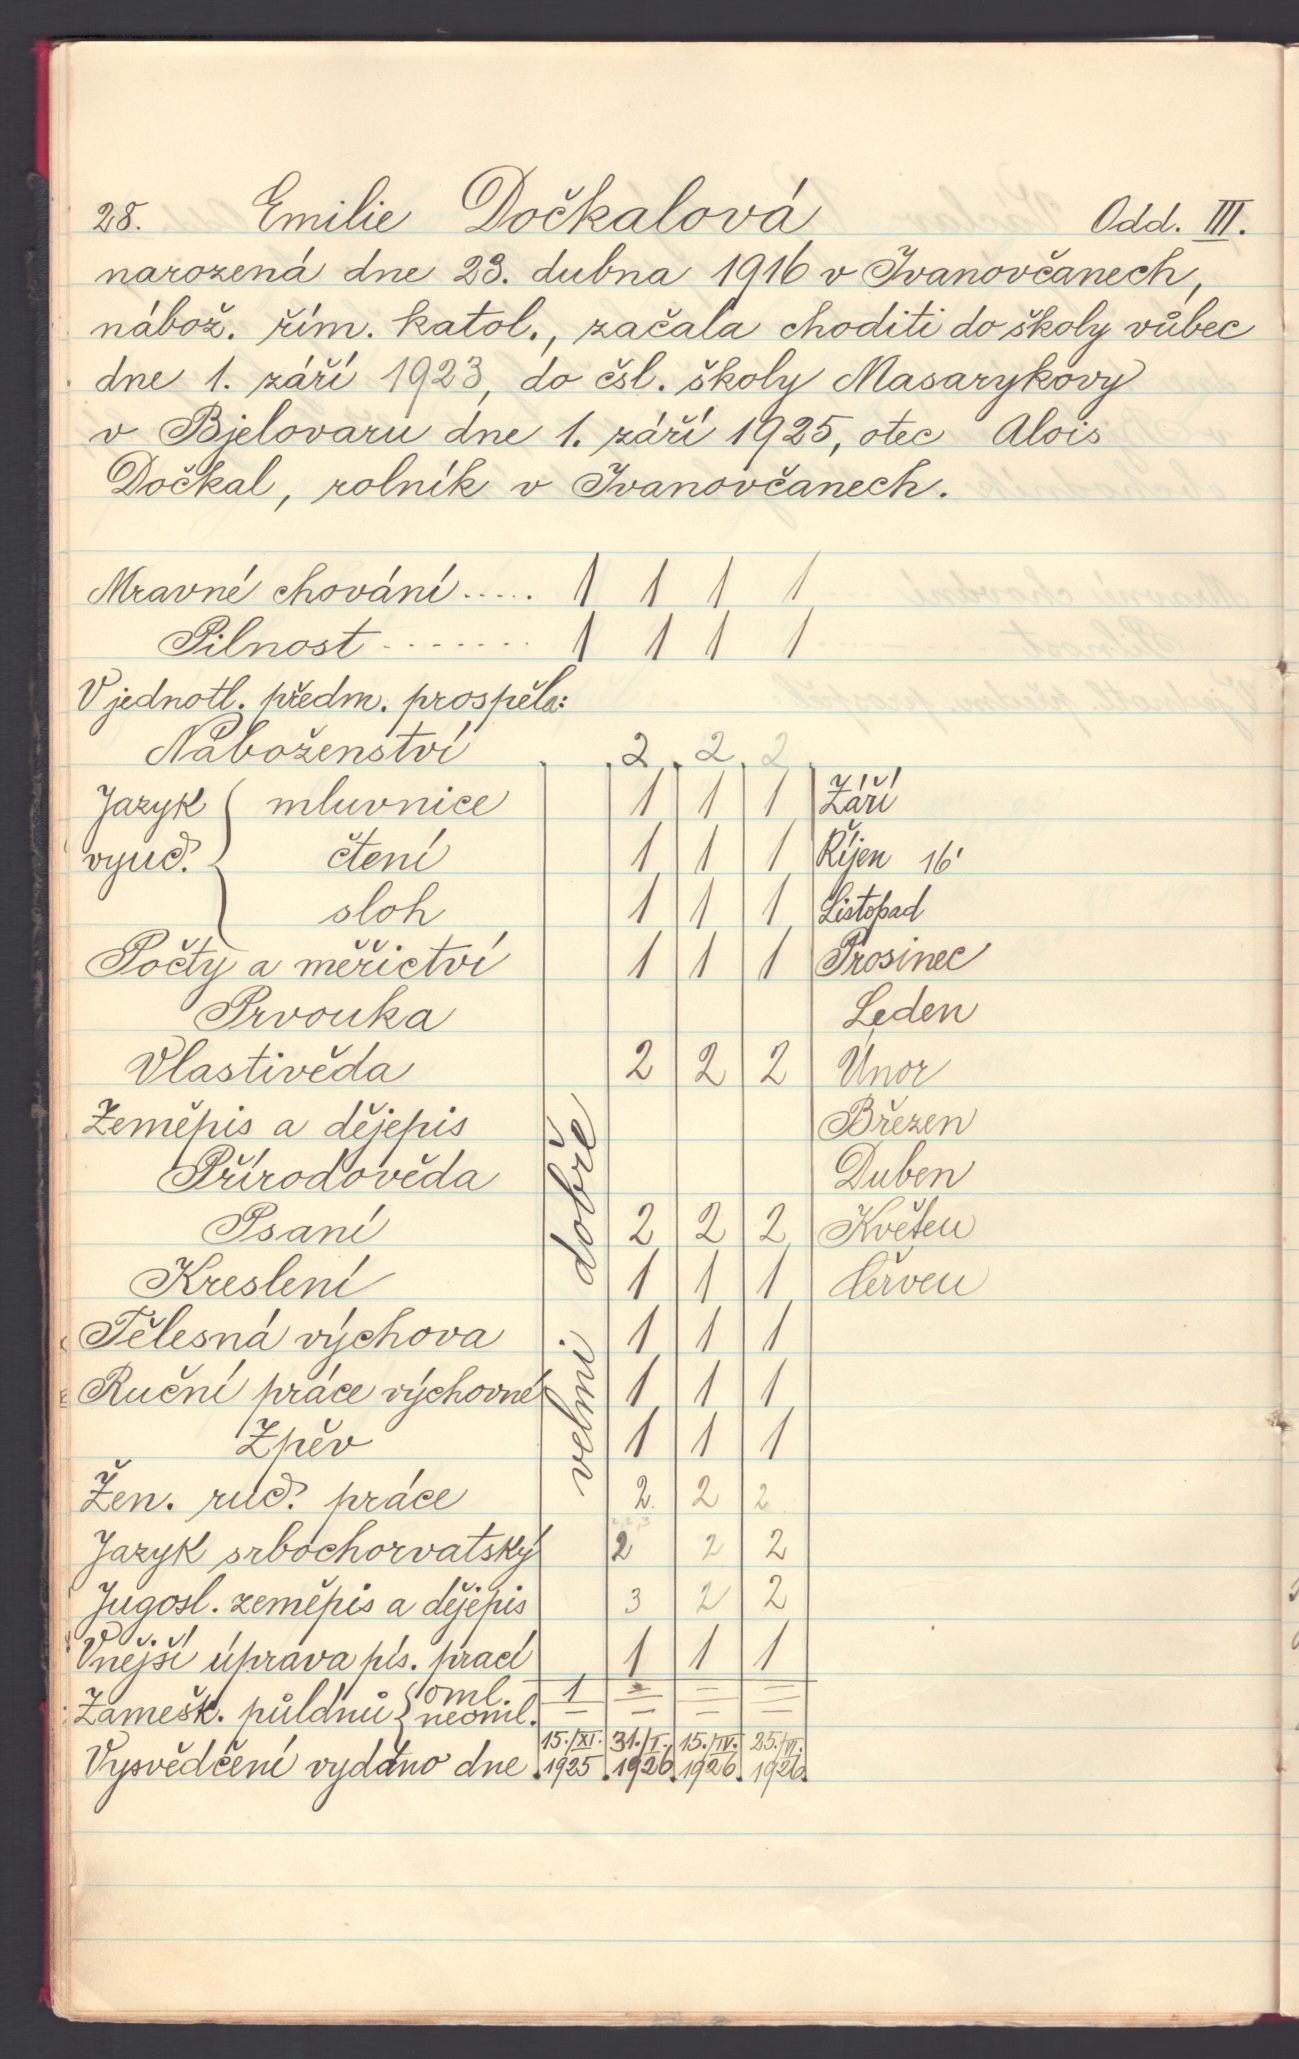 28. Emilie Dočkalová Odd. III.
narozená dne 23. dubna 1916 v Ivanovčanech,
nábož. řím. katol., začala choditi do školy vůbec
dne 1. září 1923, do čsl. školy Masarykovy
v Bjelovaru dne 1. září 1925, otec Alois
Dočkal, rolník v Ivanovčanech.
Mravné chování ..... 1 1 1 1
Pilnost ........ 1 1 1 1
V jednotl. předm. prospěla:
Náboženství 2 2 2
Jazyk vyuč. { mluvnice 1 1 1 Září
čtení 1 1 1 Říjen 16'
sloh 1 1 1 Listopad
Počty a měřictví 1 1 1 Prosinec
Prvouka Leden
Vlastivěda 2 2 2 Únor
Zeměpis a dějepis Březen
Přírodověda Duben
Psaní 2 2 2 Květen
Kreslení 1 1 1 Červen
velmi dobře
Tělesná výchova 1 1 1
Ruční práce výchovné 1 1 1
Zpěv 1 1 1
Žen. ruč. práce 2. 2 2
Jazyk srbochorvatský 2 2 2
Jugosl. zeměpis a dějepis 3 2 2
Vnější úprava pís. prací 1 1 1
Zamešk. půldnů { oml. 1 = = =
neoml. – – – –
Vysvědčení vydáno dne 15./XI. 1925 31./I. 1926 15./IV. 1926 25./VI. 1926